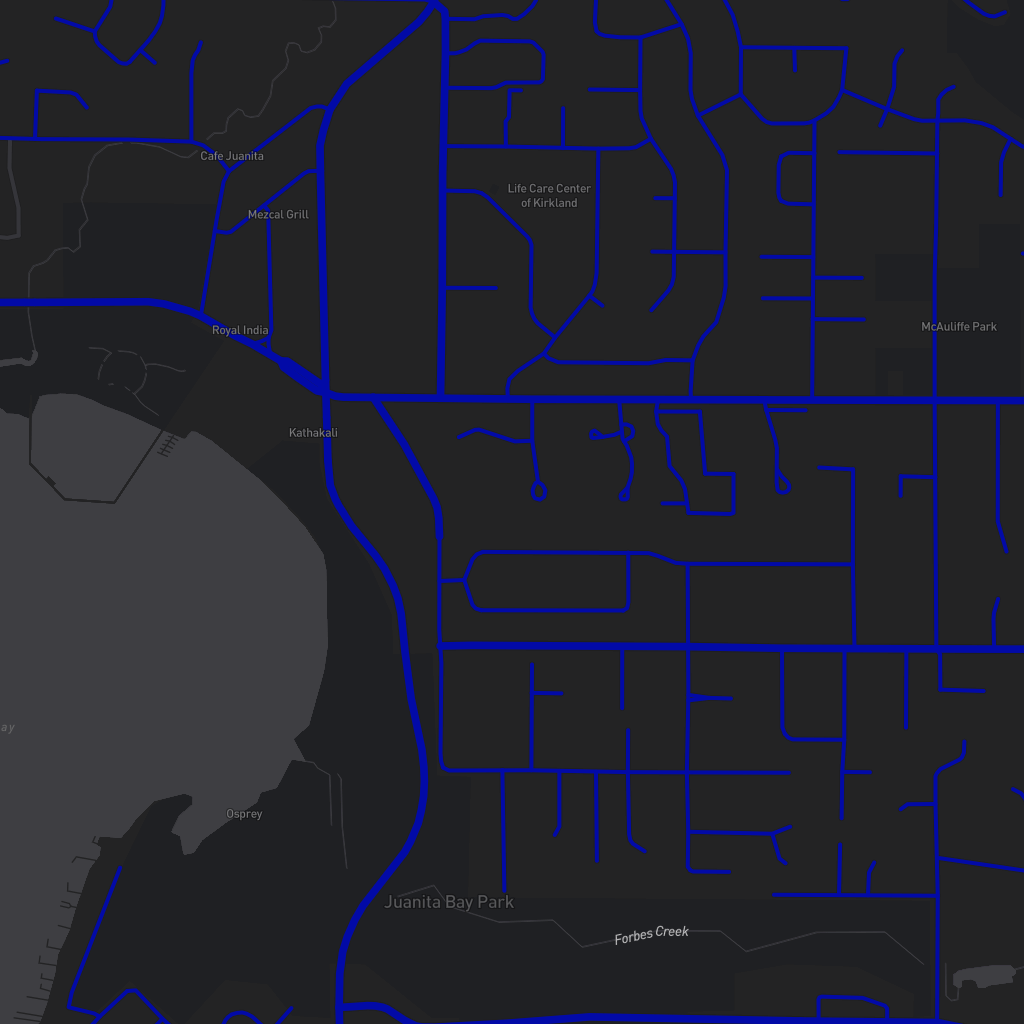 Cafe Juanita
Life Care Center
of Kirkland
Mezcal Grill
Royal India
McAuliffe Park
Kathakali
ay
Osprey
Juanita Bay Park
Forbes Creek